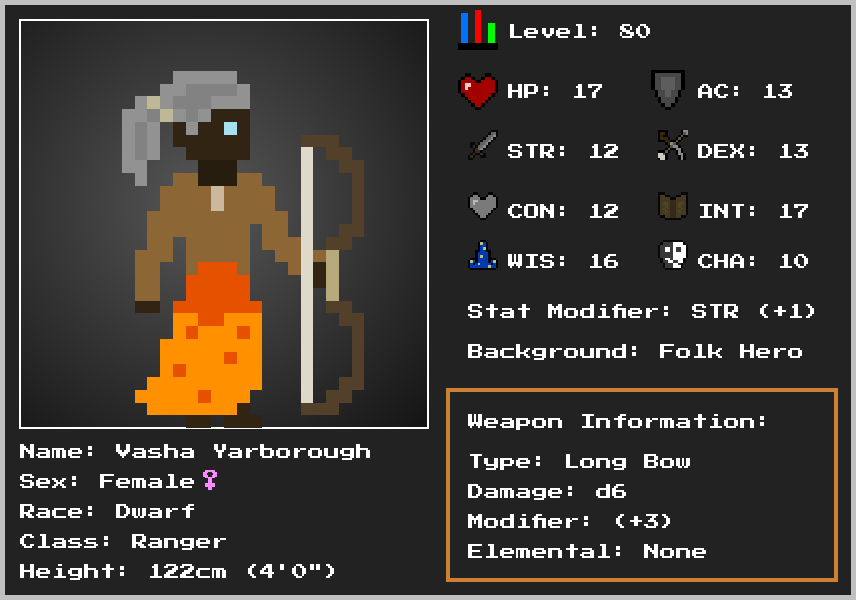 Level: 80
HP: 17 AC: 13
STR: 12 DEX: 13
CON: 12 INT: 17
WIS: 16 CHA: 10
Stat Modifier: STR (+1)
Background: Folk Hero
Weapon Information:
Type: Long Bow
Damage: d6
Modifier: (+3)
Elemental: None
Name: Vasha Yarborough
Sex: Female♀
Race: Dwarf
Class: Ranger
Height: 122cm (4'0")